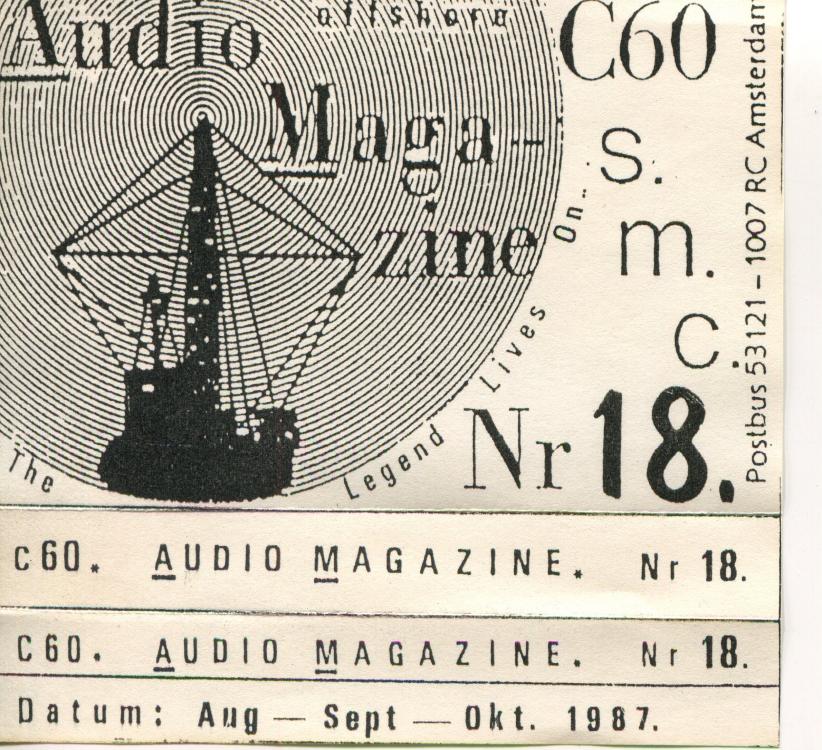 Audio
offshore
C60
Maga-
zine
s.
m.
c.
Postbus 53121 – 1007 RC Amsterdam
The Legend Lives On..
Nr 18.
C60. AUDIO MAGAZINE. Nr 18.
C60. AUDIO MAGAZINE. Nr 18.
Datum: Aug — Sept — Okt. 1987.